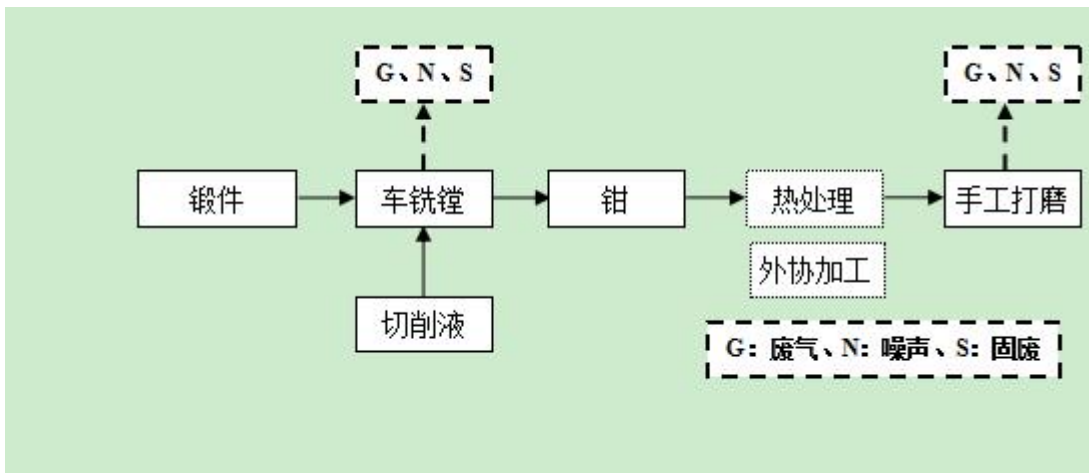 G、N、S
G、N、S
锻件
车铣镗
钳
热处理
手工打磨
外协加工
切削液
G：废气、N：噪声、S：固废